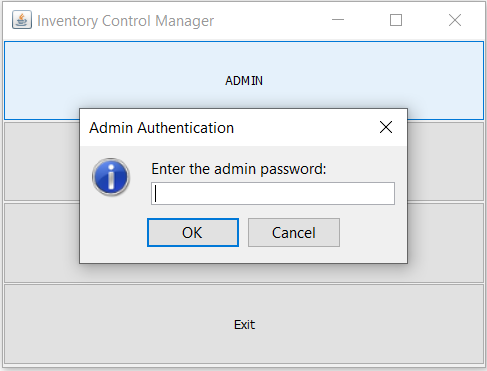 Inventory Control Manager
ADMIN
Admin Authentication
Enter the admin password:
OK Cancel
Exit